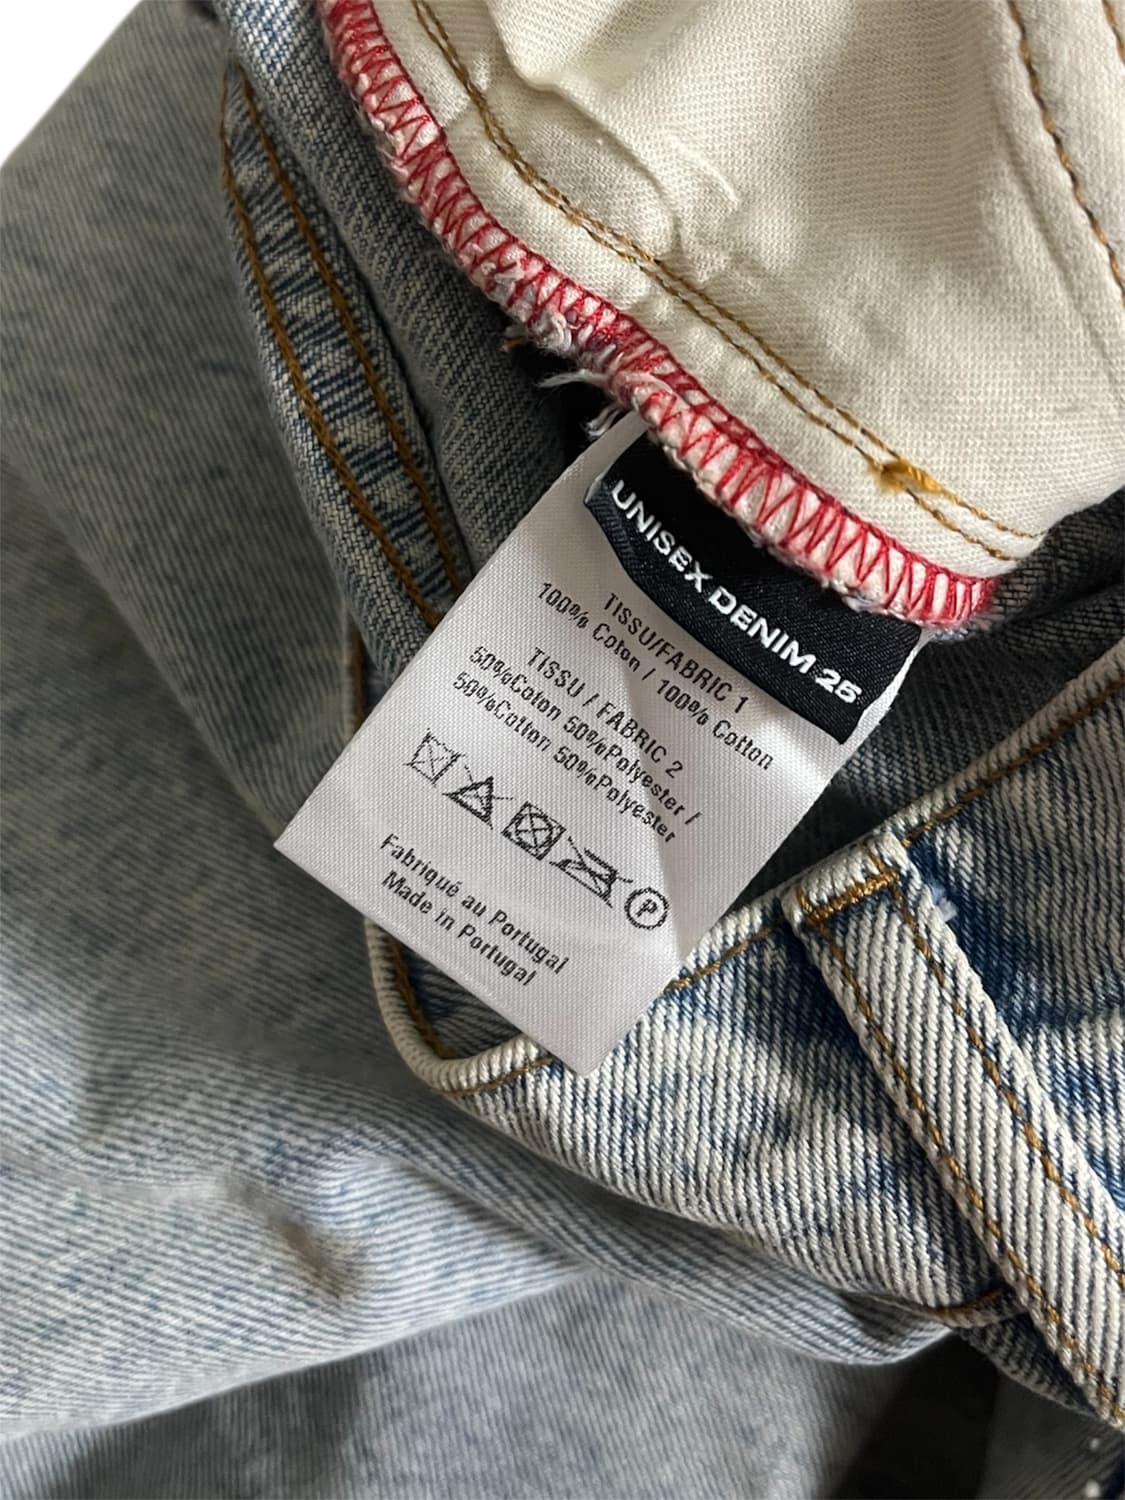 UNISEX DENIM 25
TISSU/FABRIC 1
100% Coton / 100% Cotton
TISSU / FABRIC 2
50%Coton 50%Polyester /
50%Cotton 50%Polyester
P
Fabriqué au Portugal
Made in Portugal